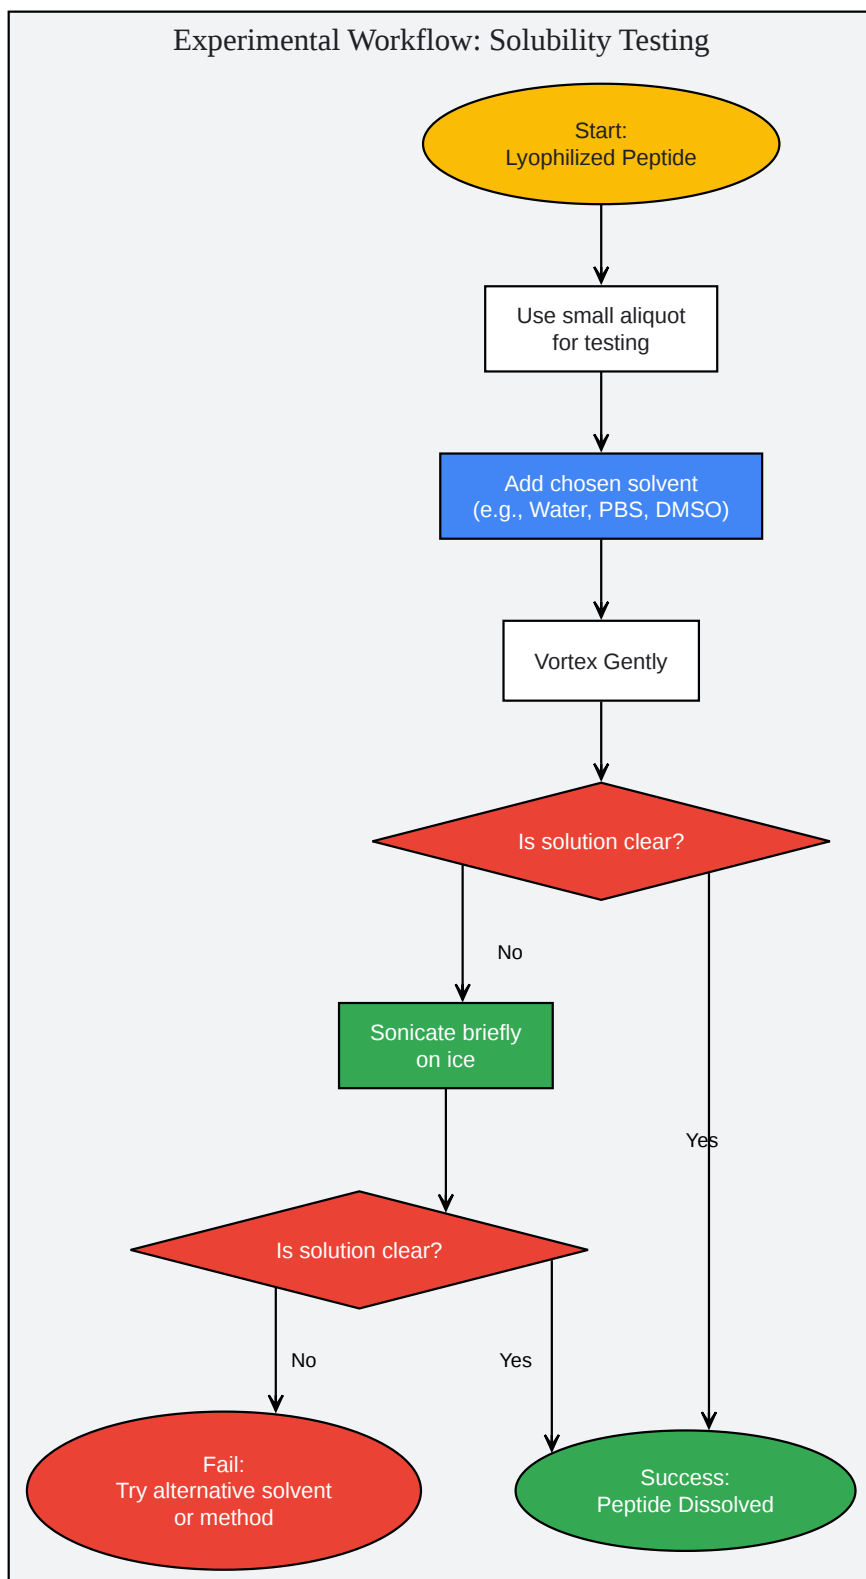 Experimental Workflow: Solubility Testing
Start:
Lyophilized Peptide
Use small aliquot
for testing
Add chosen solvent
(e.g., Water, PBS, DMSO)
Vortex Gently
Is solution clear?
No
Sonicate briefly
on ice
Yes
Is solution clear?
No
Yes
Fail:
Try alternative solvent
or method
Success:
Peptide Dissolved